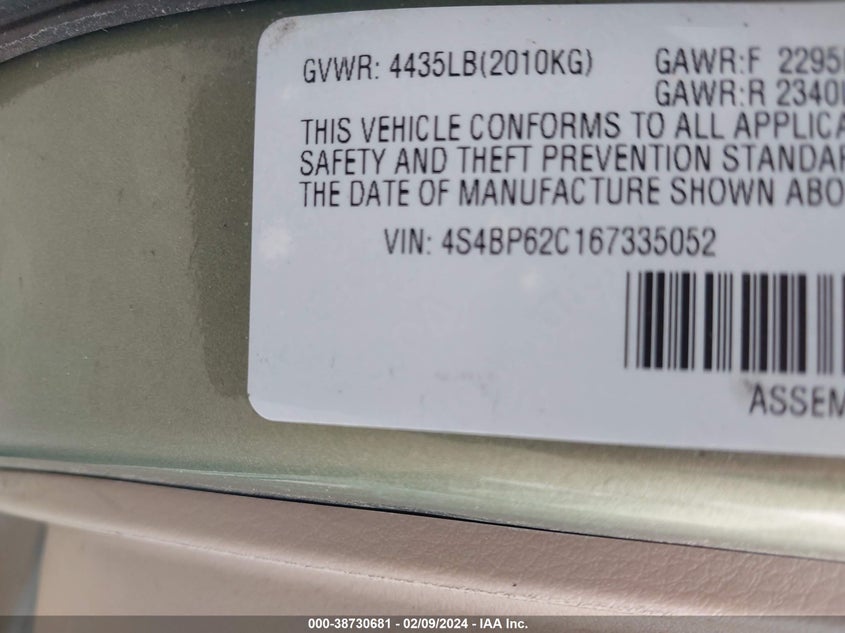 GVWR: 4435LB(2010KG) GAWR:F 2295
GAWR:R 2340
THIS VEHICLE CONFORMS TO ALL APPLICA
SAFETY AND THEFT PREVENTION STANDAR
THE DATE OF MANUFACTURE SHOWN ABO
VIN: 4S4BP62C167335052
ASSEM
000-38730681 - 02/09/2024 - IAA Inc.